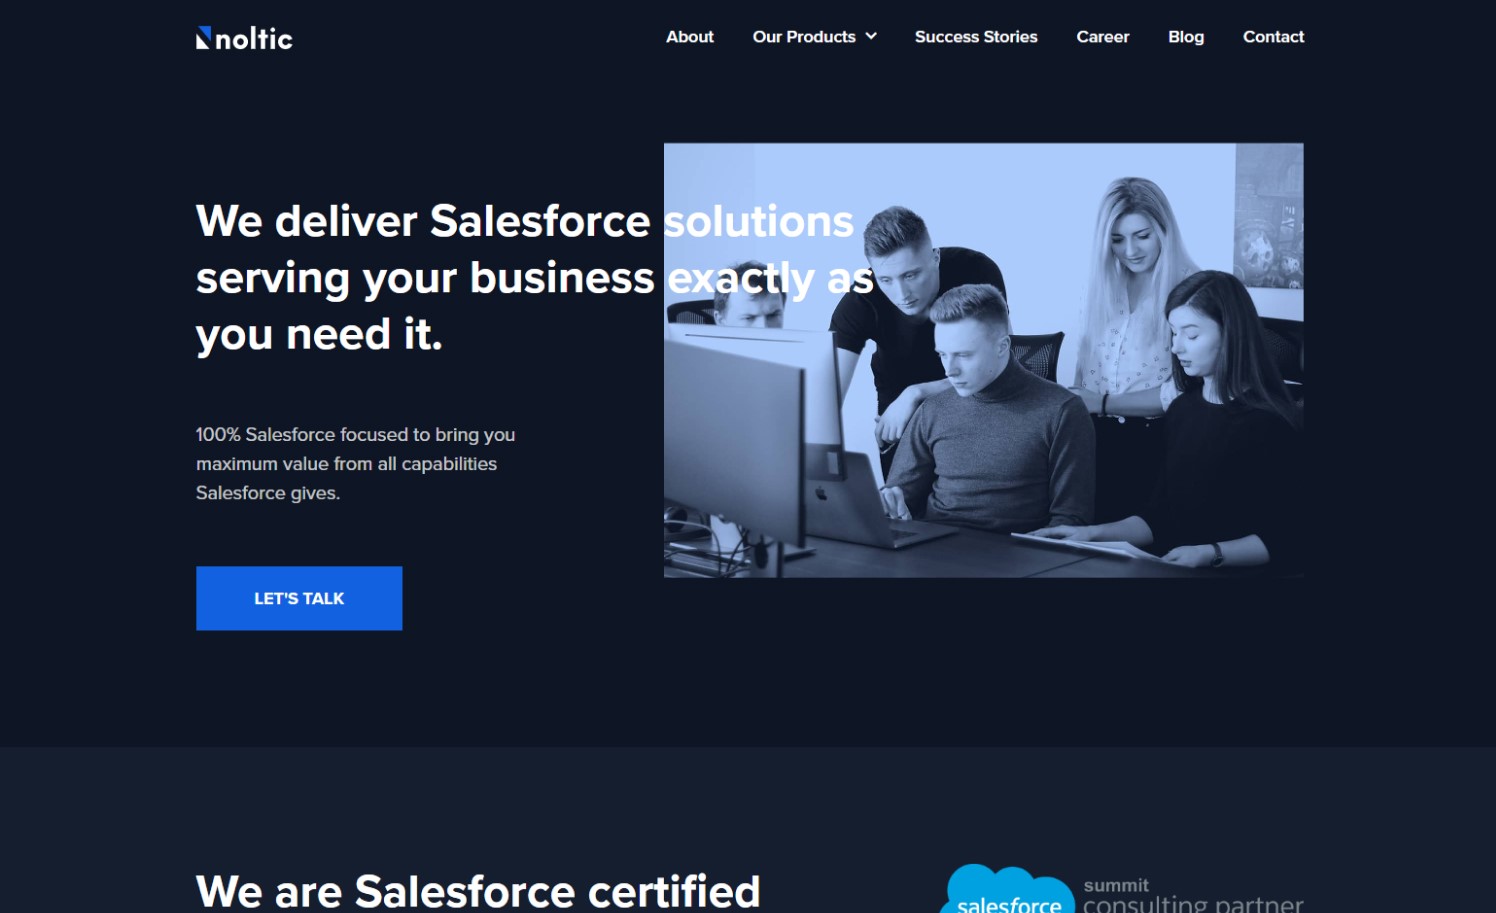 noltic
About
Our Products
Success Stories
Career
Blog
Contact
We deliver Salesforce solutions
serving your business exactly as
you need it.
100% Salesforce focused to bring you
maximum value from all capabilities
Salesforce gives.
LET'S TALK
We are Salesforce certified
salesforce
summit
consulting partner